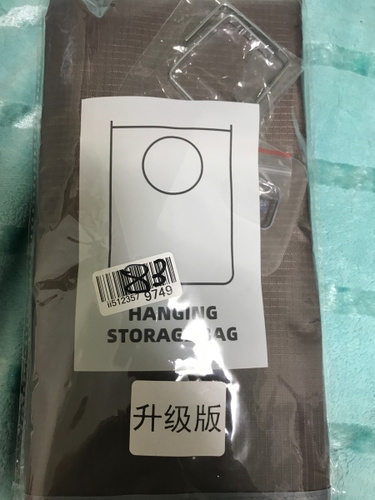 9749
HANGING
STORAGE BAG
升级版